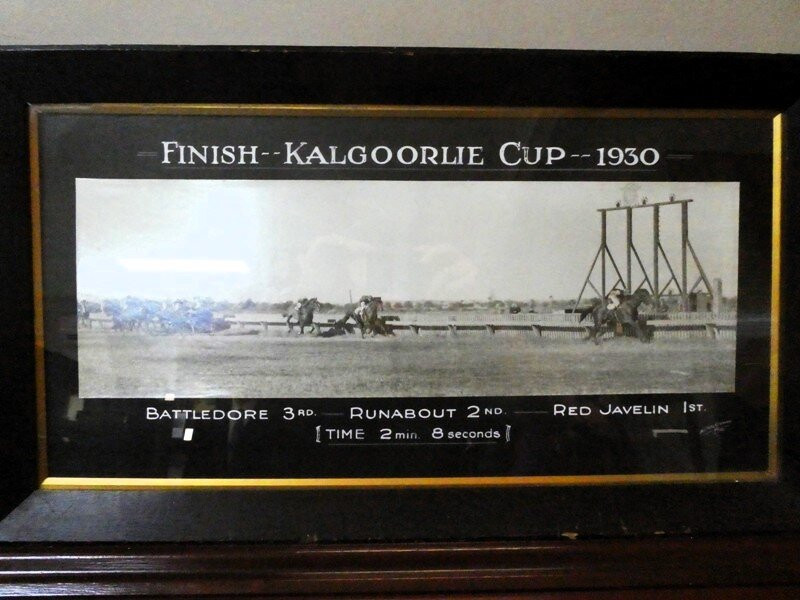 FINISH--KALGOORLIE CUP--1930
BATTLEDORE 3RD. — RUNABOUT 2ND. — RED JAVELIN 1ST.
[TIME 2 min. 8 seconds]